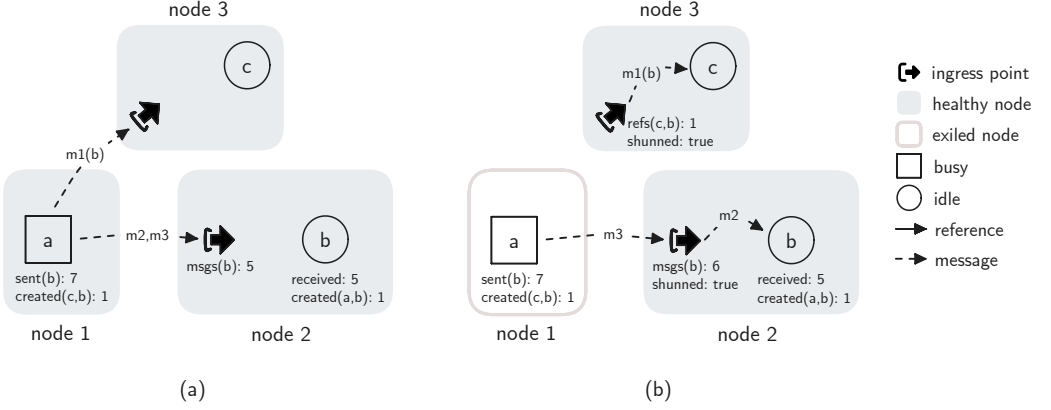 node 3
c
m1(b)
a
m2,m3
msgs(b): 5
b
sent(b): 7
created(c,b): 1
received: 5
created(a,b): 1
node 1
node 2
(a)
node 3
m1(b)
c
refs(c,b): 1
shunned: true
a
m3
m2
b
msgs(b): 6
shunned: true
sent(b): 7
created(c,b): 1
received: 5
created(a,b): 1
node 1
node 2
(b)
ingress point
healthy node
exiled node
busy
idle
reference
message